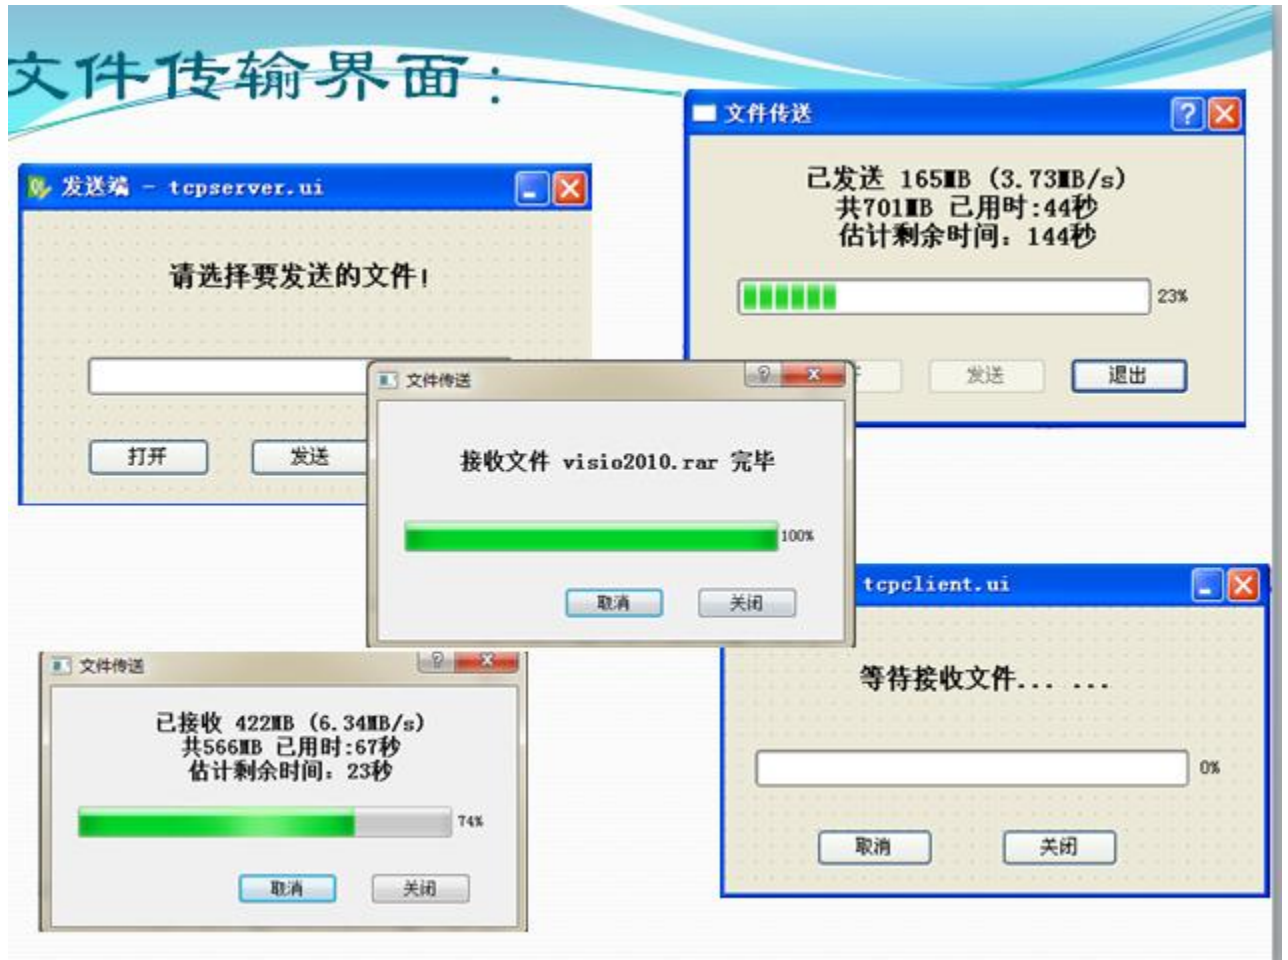 文件传输界面：
发送端 - tcpserver.ui
请选择要发送的文件!
打开
发送
文件传送
已发送 165MB (3.73MB/s)
共701MB 已用时:44秒
估计剩余时间: 144秒
23%
发送
退出
文件传送
接收文件 visio2010.rar 完毕
100%
取消
关闭
文件传送
已接收 422MB (6.34MB/s)
共566MB 已用时:67秒
估计剩余时间: 23秒
74%
取消
关闭
tcpclient.ui
等待接收文件... ...
0%
取消
关闭